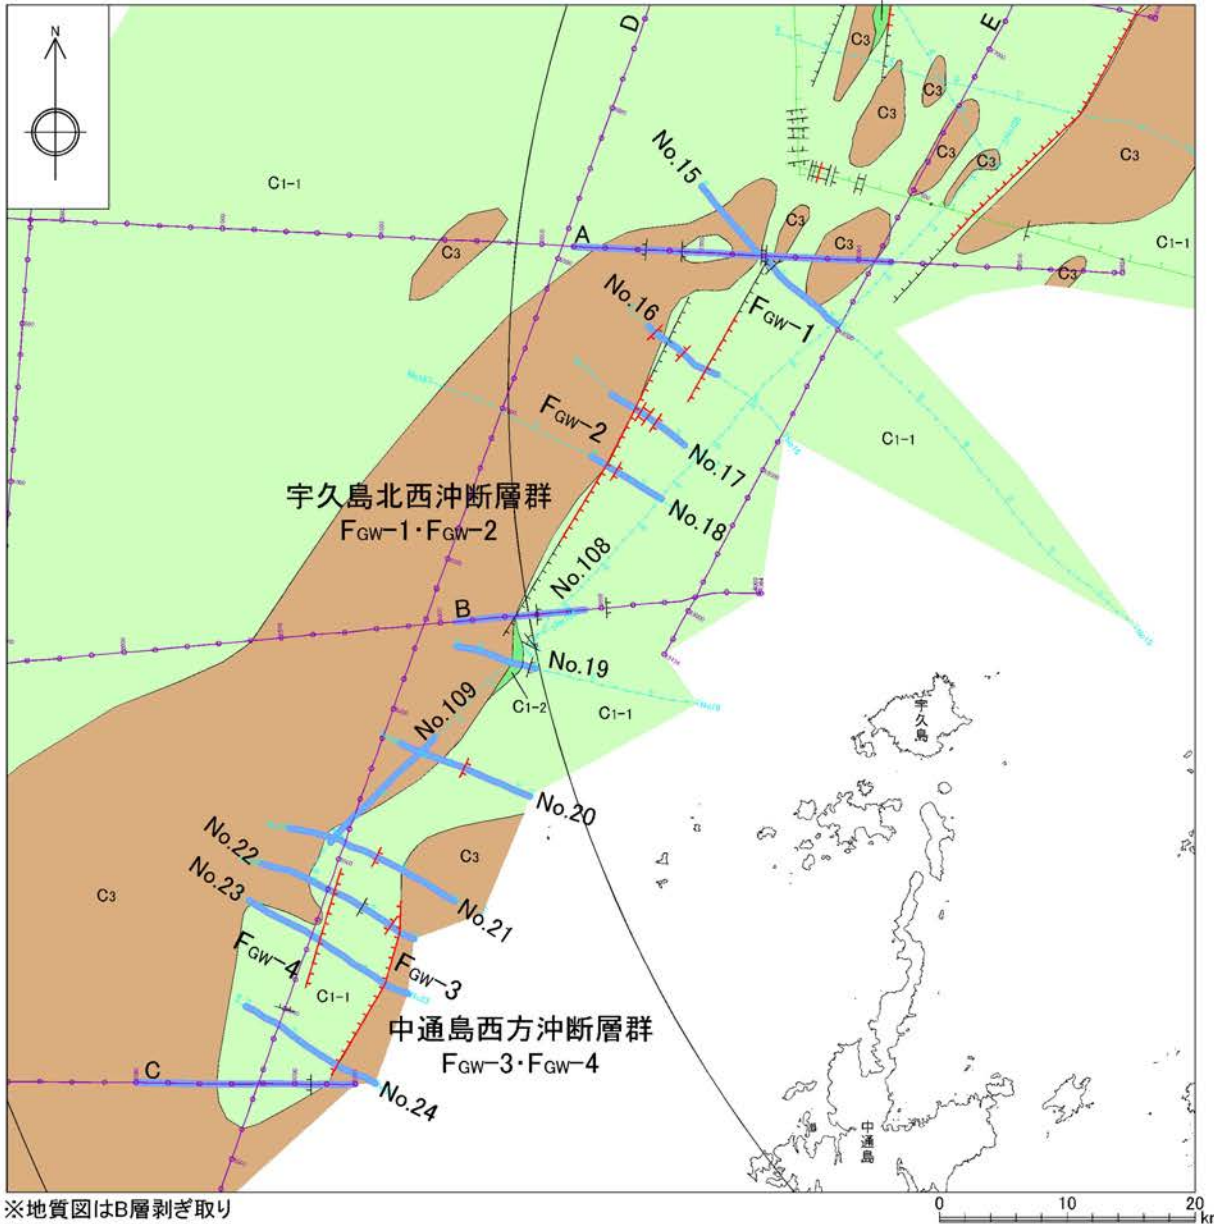 N
D
E
C3
C3
C3
C3
C3
C3
No.15
C1-1
A
C3
C3
C3
C1-1
C3
No.16
FGW-1
FGW-2
C1-1
No.17
No.18
宇久島北西沖断層群
FGW-1・FGW-2
No.108
B
No.19
C1-2
C1-1
宇久島
No.109
No.20
No.22
C3
No.23
C3
No.21
FGW-4
FGW-3
C1-1
中通島西方沖断層群
FGW-3・FGW-4
C
No.24
中通島
※地質図はB層剥ぎ取り
0 10 20
km